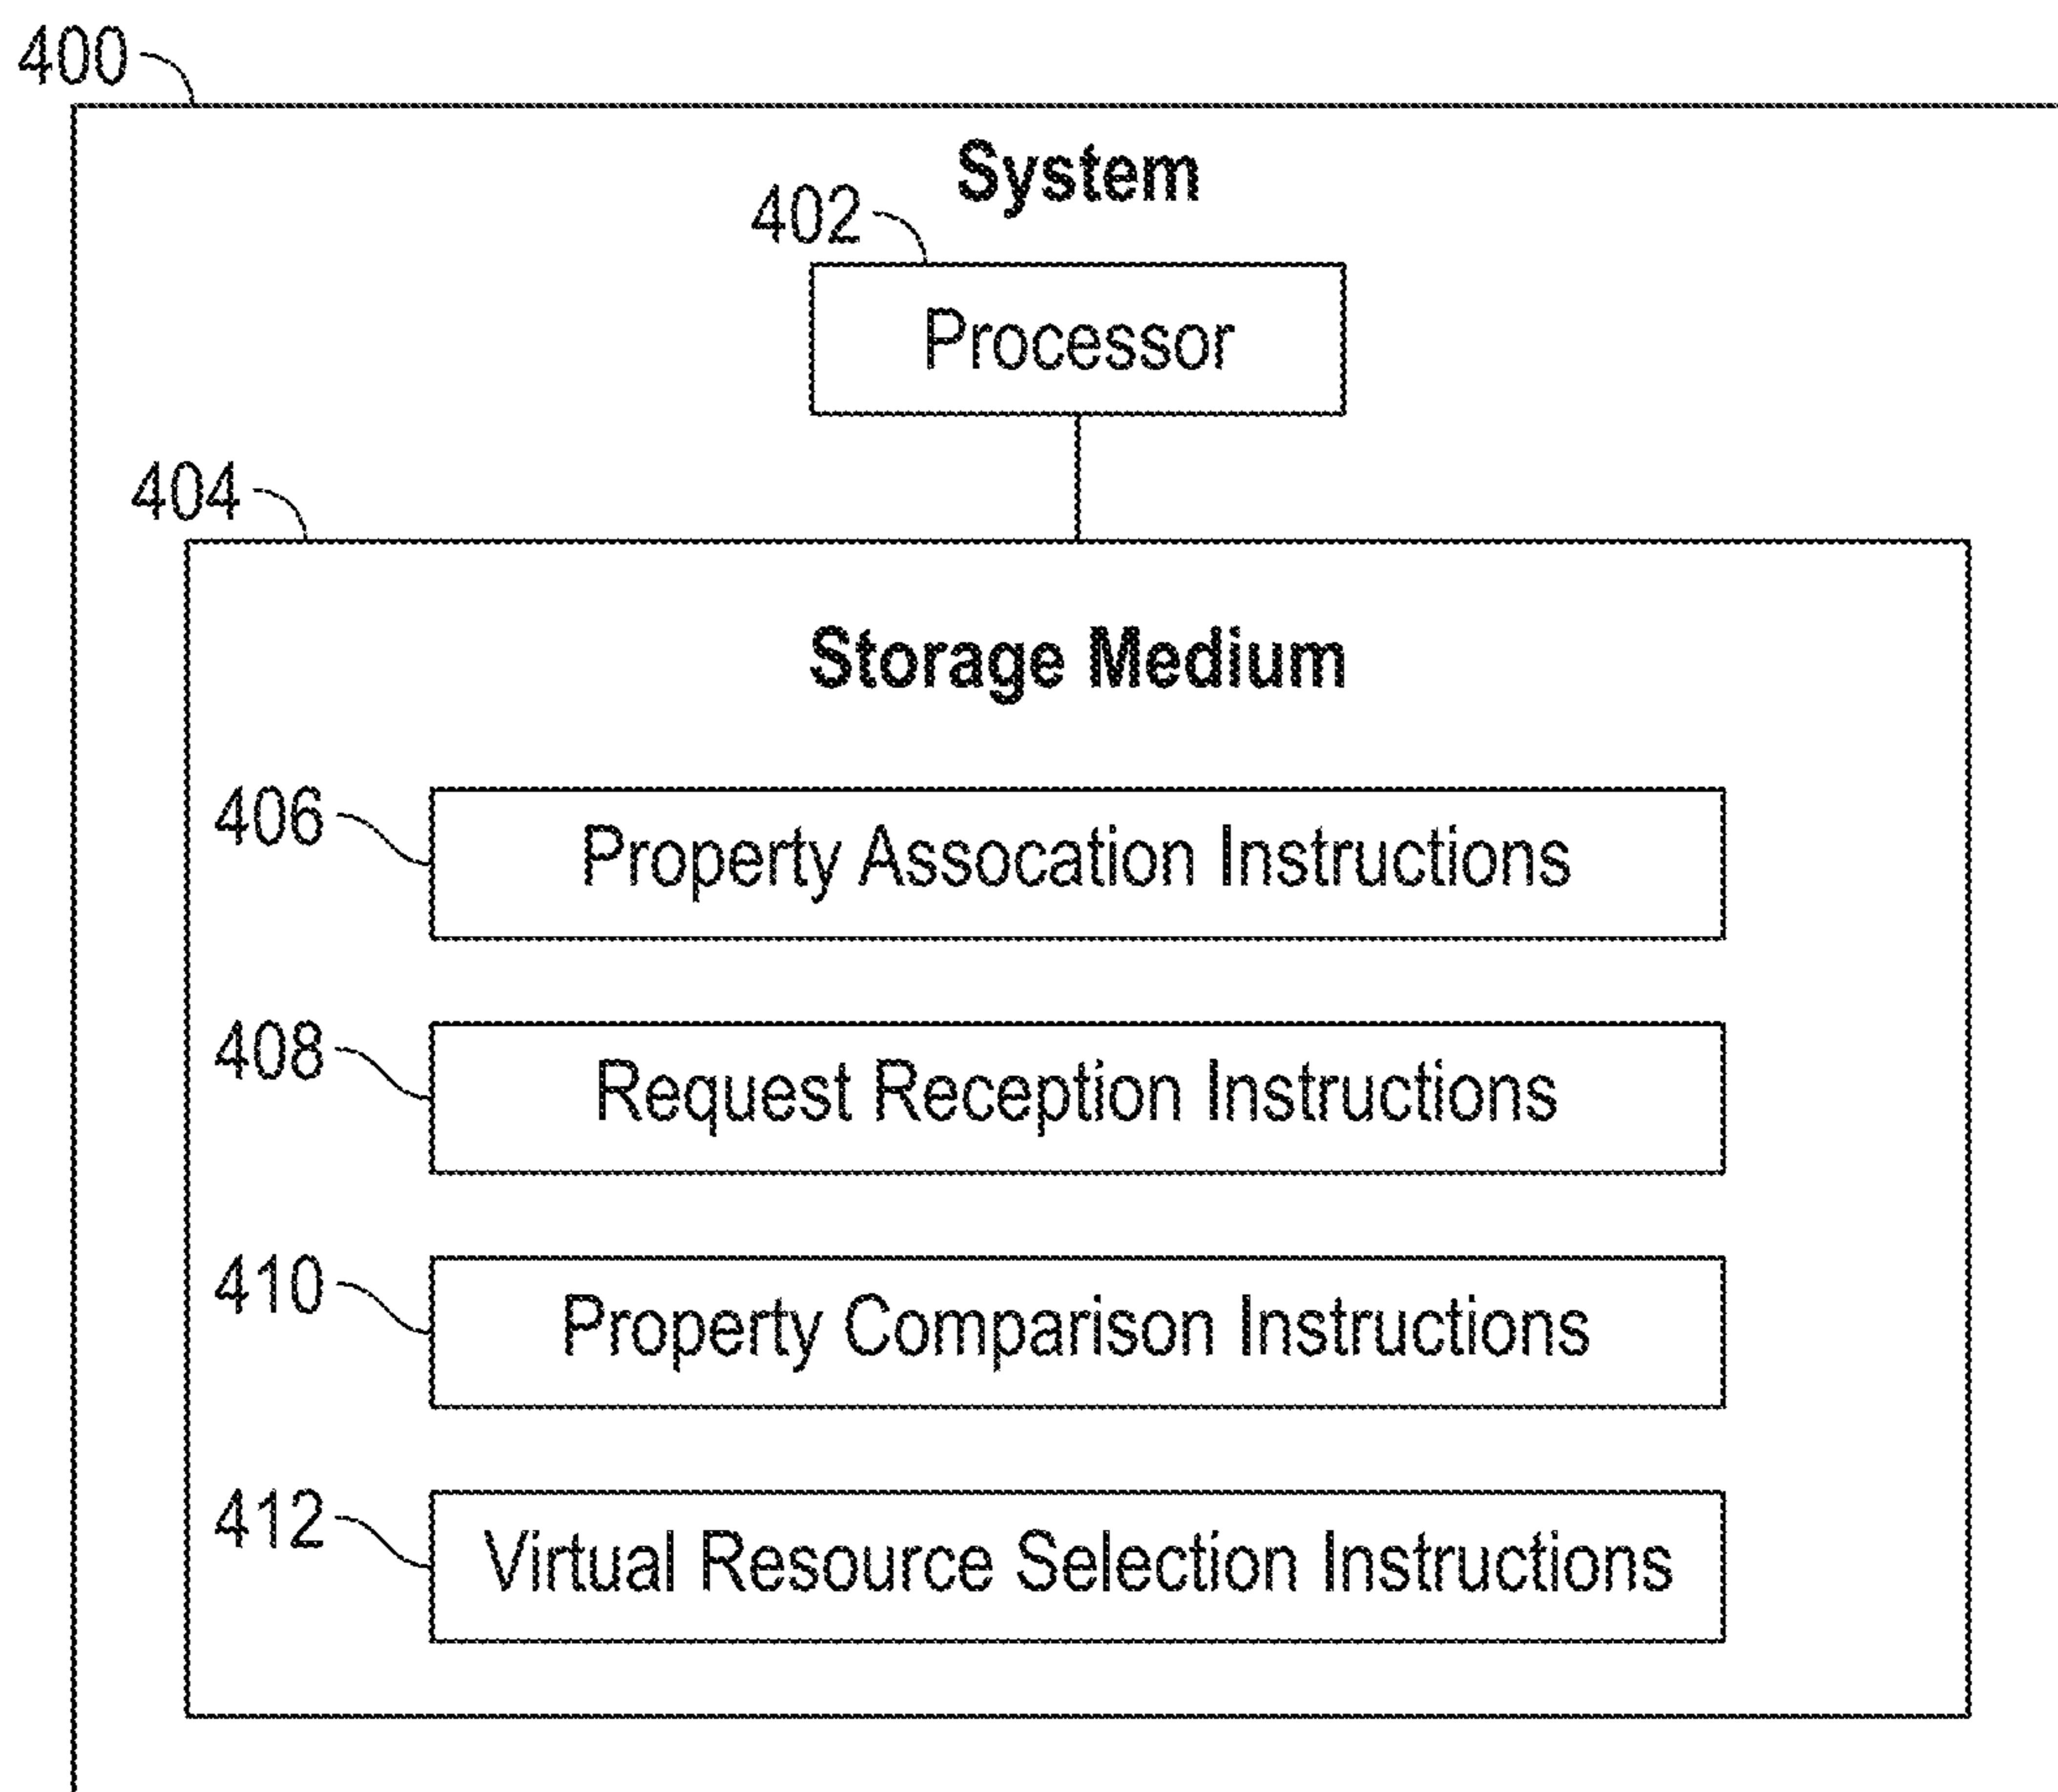 400
System
402
Processor
404
Storage Medium
406
Property Assocation Instructions
408
Request Reception Instructions
410
Property Comparison Instructions
412
Virtual Resource Selection Instructions